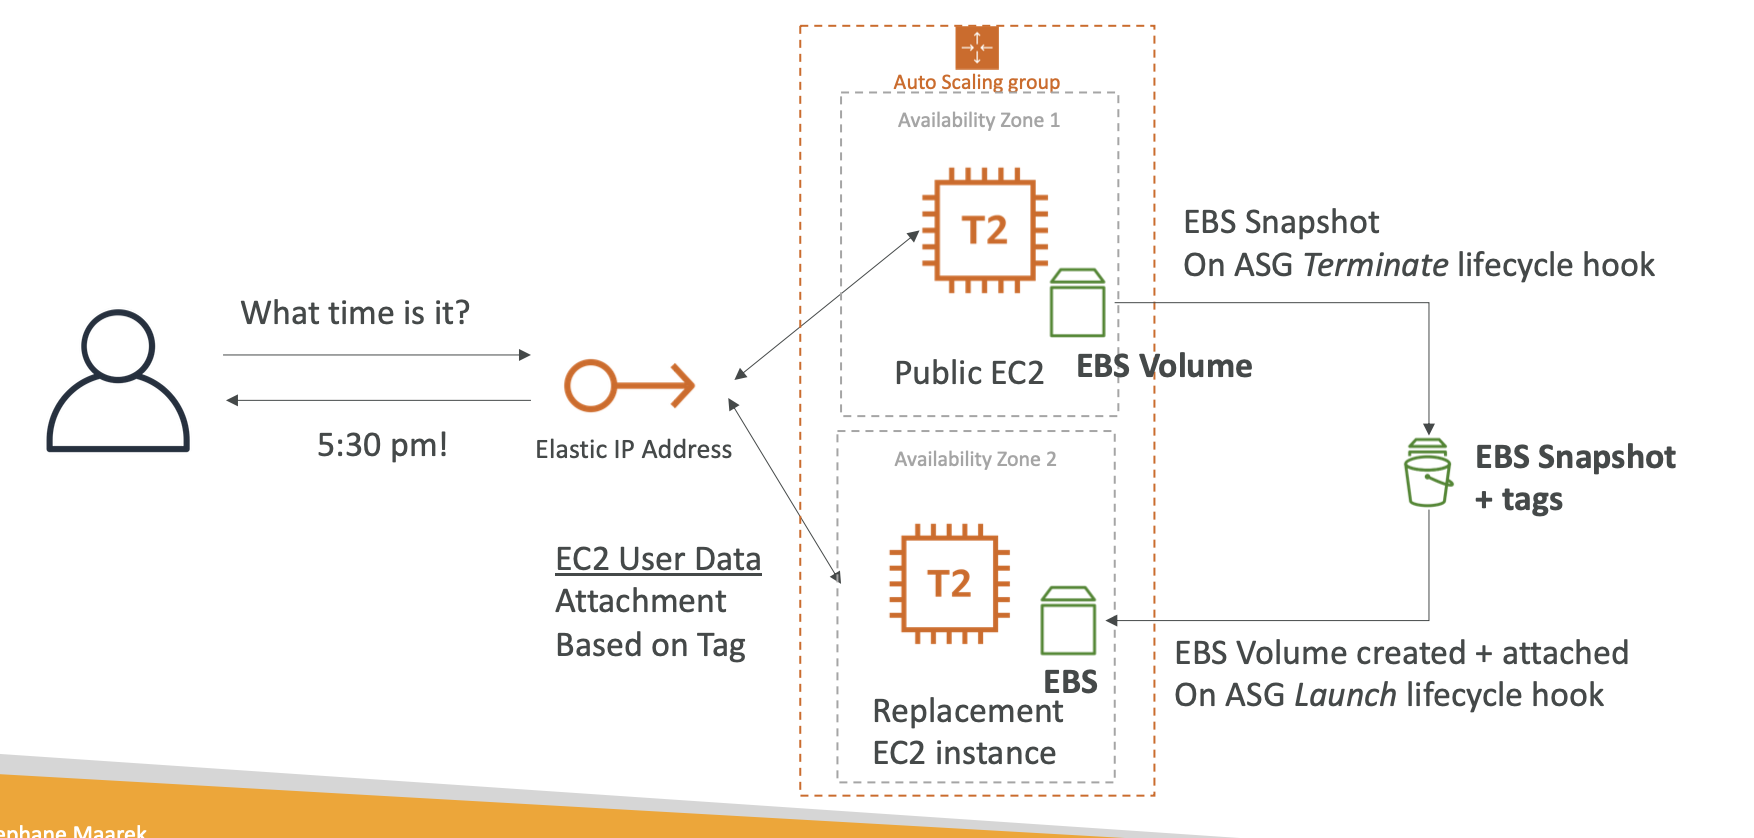 Auto Scaling group
Availability Zone 1
T2
Public EC2
EBS Volume
EBS Snapshot
On ASG Terminate lifecycle hook
What time is it?
5:30 pm!
Elastic IP Address
EC2 User Data
Attachment
Based on Tag
Availability Zone 2
T2
EBS
Replacement
EC2 instance
EBS Snapshot
+ tags
EBS Volume created + attached
On ASG Launch lifecycle hook
Maarek